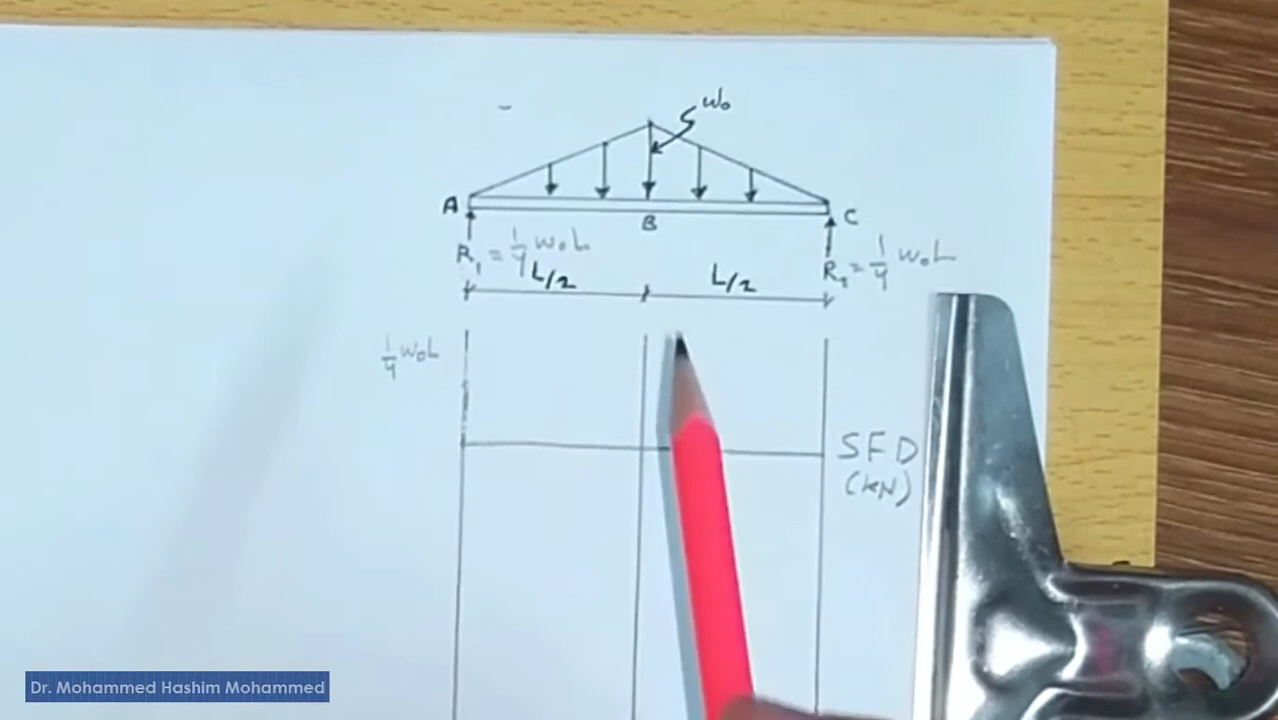 w₀
A
B
C
R₁ = 1/4 w₀L
R₂ = 1/4 w₀L
L/2
L/2
1/4 w₀L
SFD
(kN)
Dr. Mohammed Hashim Mohammed